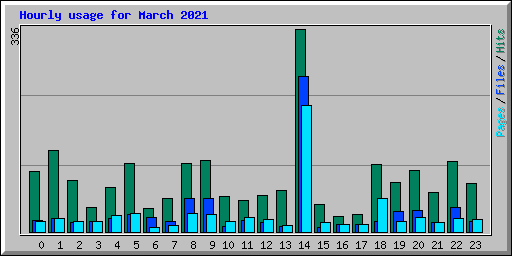 Hourly usage for March 2021
336
Pages / Files / Hits
0 1 2 3 4 5 6 7 8 9 10 11 12 13 14 15 16 17 18 19 20 21 22 23